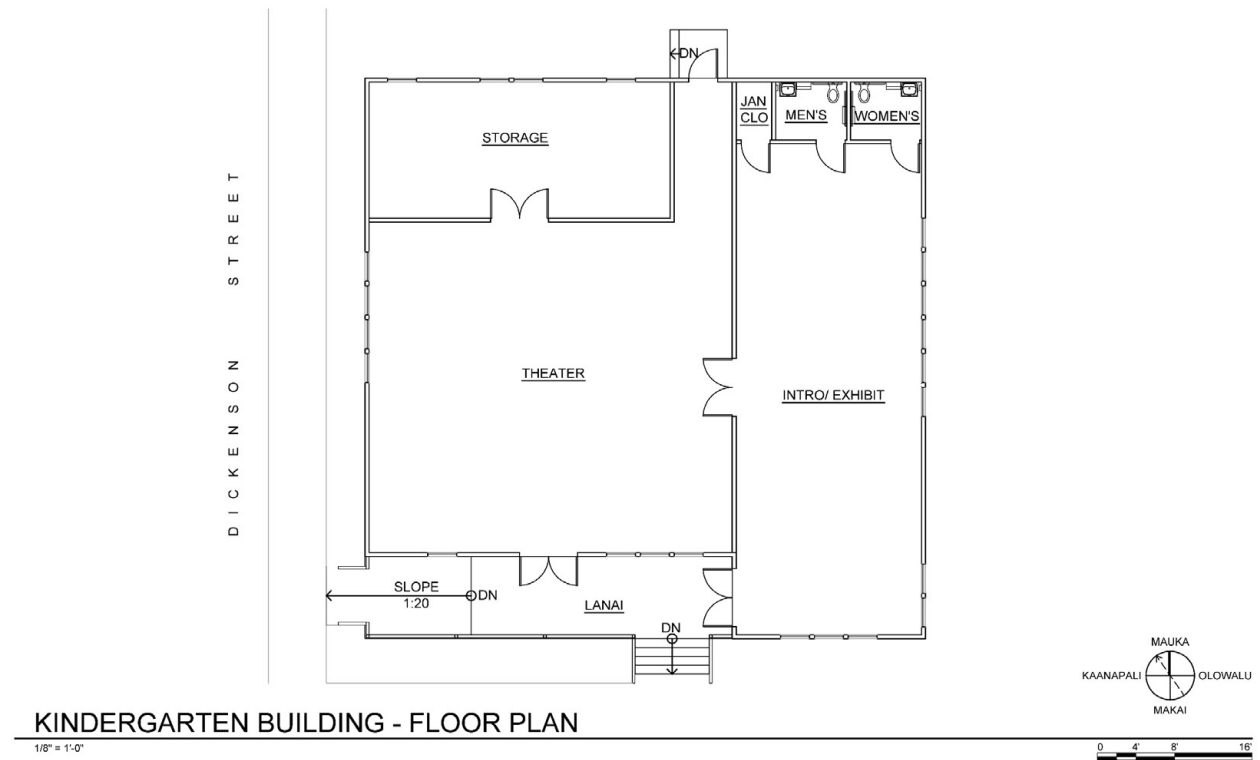 DN
JAN
CLO
MEN'S
WOMEN'S
STORAGE
DICKENSON STREET
THEATER
INTRO/ EXHIBIT
SLOPE
1:20
DN
LANAI
DN
MAUKA
KAANAPALI
OLOWALU
MAKAI
KINDERGARTEN BUILDING - FLOOR PLAN
1/8" = 1'-0"
0 4' 8' 16'